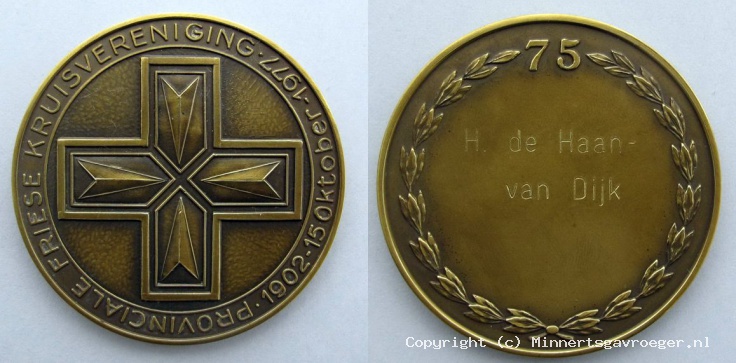 PROVINCIALE FRIESE KRUISVERENIGING · 1902 - 15 Oktober - 1977 ·
75
H. de Haan -
van Dijk
Copyright (c) Minnertsgavroeger.nl